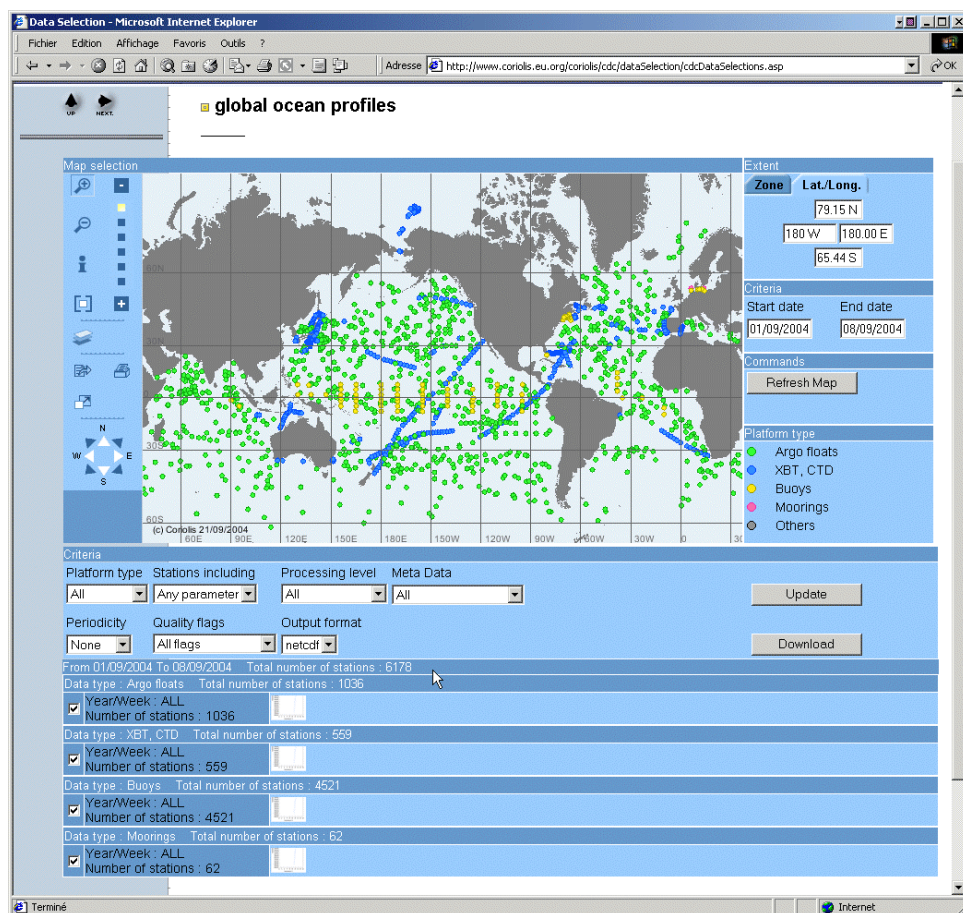 Data Selection - Microsoft Internet Explorer
Fichier Edition Affichage Favoris Outils ?
Adresse http://www.coriolis.eu.org/coriolis/cdc/dataSelection/cdcDataSelections.asp OK
UP NEXT
global ocean profiles
Map selection
Extent
Zone Lat./Long.
79.15 N
180 W 180.00 E
65.44 S
Criteria
Start date End date
01/09/2004 08/09/2004
Commands
Refresh Map
Platform type
Argo floats
XBT, CTD
Buoys
Moorings
Others
N
W E
S
60N
30N
0
30S
60S
(c) Coriolis 21/09/2004
60E 90E 120E 150E 180E 150W 120W 90W 60W 30W 0 30
Criteria
Platform type Stations including Processing level Meta Data
All Any parameter All All Update
Periodicity Quality flags Output format
None All flags netcdf Download
From 01/09/2004 To 08/09/2004 Total number of stations : 6178
Data type : Argo floats Total number of stations : 1036
Year/Week : ALL
Number of stations : 1036
Data type : XBT, CTD Total number of stations : 559
Year/Week : ALL
Number of stations : 559
Data type : Buoys Total number of stations : 4521
Year/Week : ALL
Number of stations : 4521
Data type : Moorings Total number of stations : 62
Year/Week : ALL
Number of stations : 62
Terminé Internet